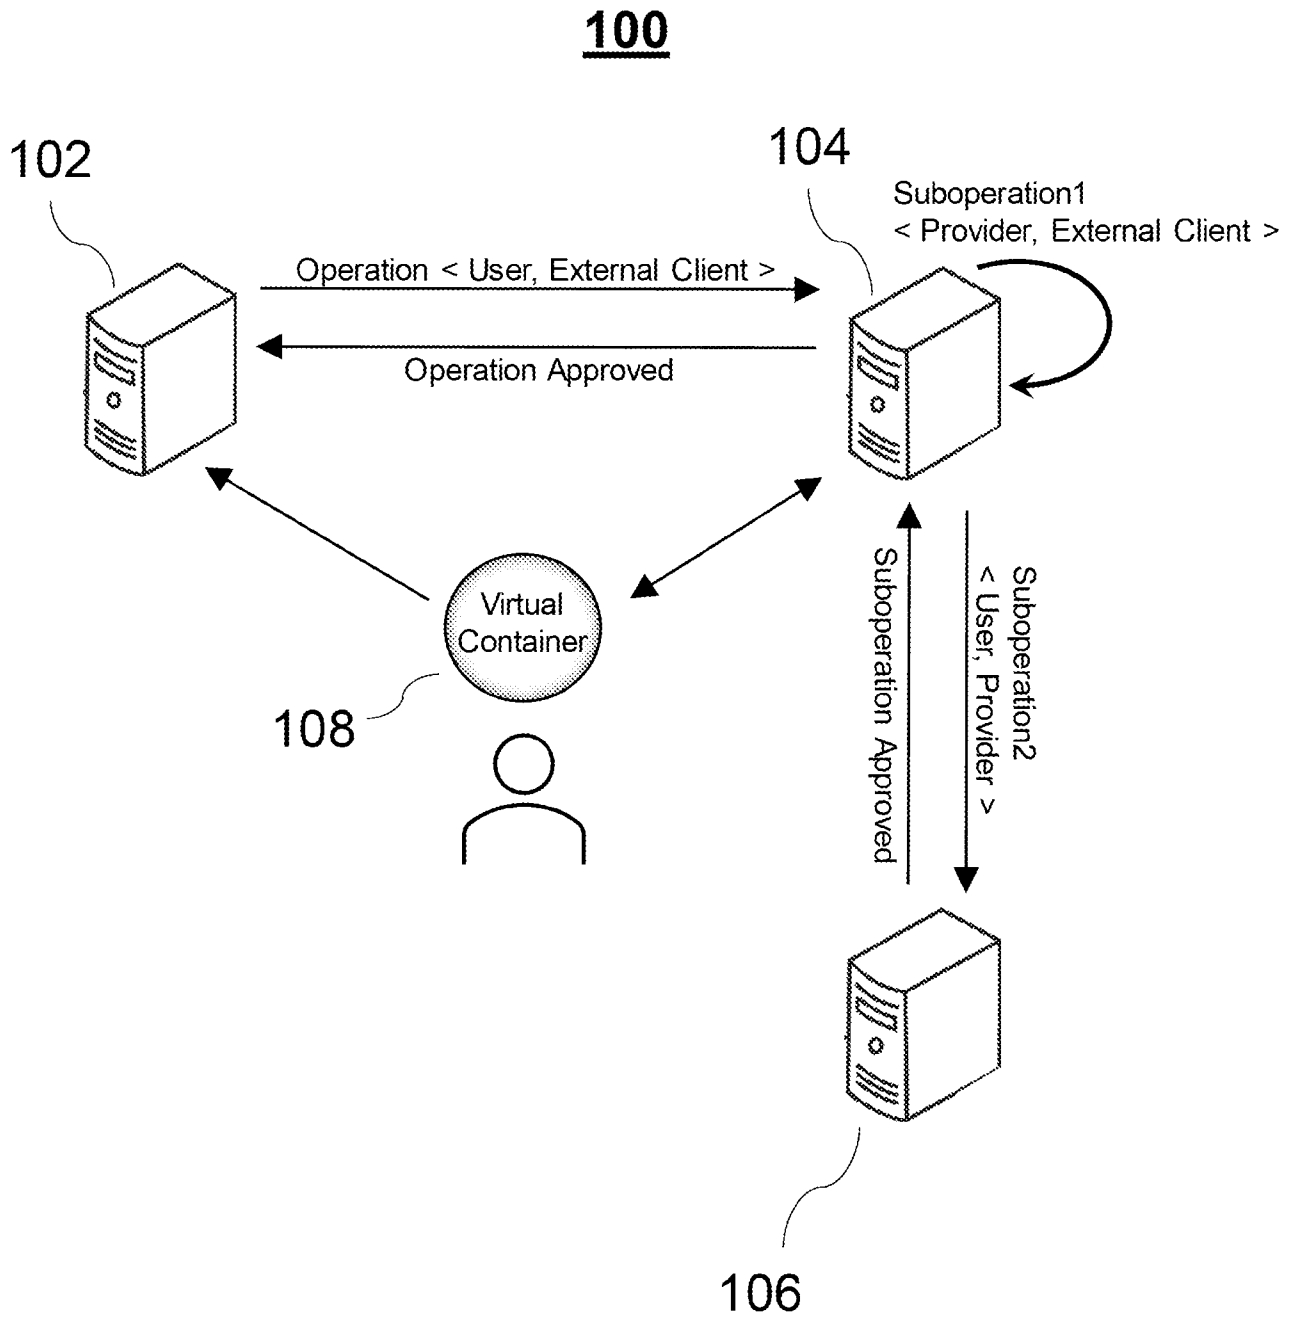 100
102
104
Suboperation1
< Provider, External Client >
Operation < User, External Client >
Operation Approved
Virtual
Container
108
Suboperation Approved
Suboperation2
< User, Provider >
106